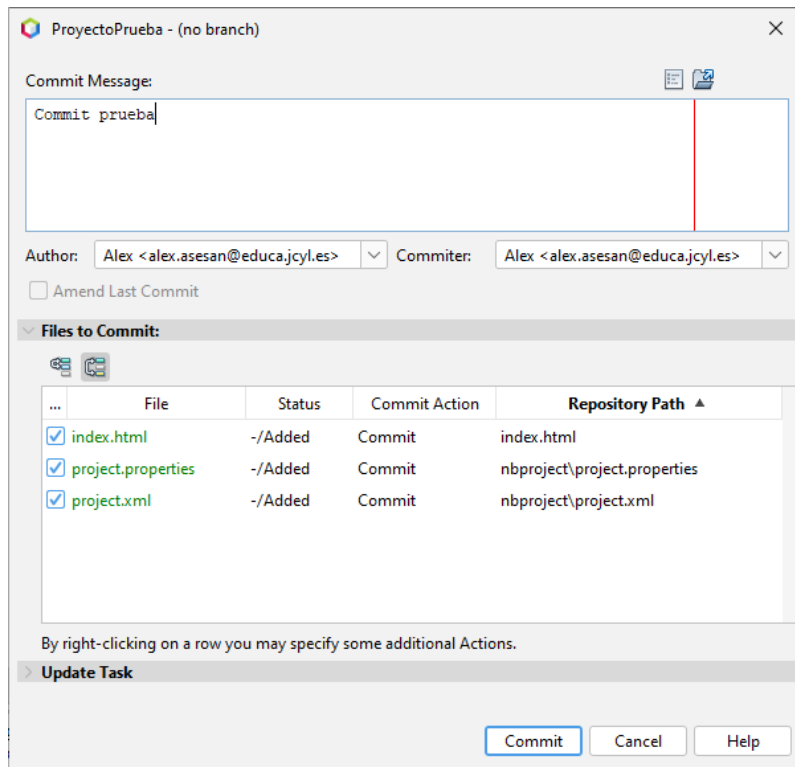 ProyectoPrueba - (no branch)
Commit Message:
Commit prueba
Author: Alex <alex.asesan@educa.jcyl.es> Commiter: Alex <alex.asesan@educa.jcyl.es>
Amend Last Commit
Files to Commit:
... File Status Commit Action Repository Path
index.html -/Added Commit index.html
project.properties -/Added Commit nbproject\project.properties
project.xml -/Added Commit nbproject\project.xml
By right-clicking on a row you may specify some additional Actions.
Update Task
Commit Cancel Help